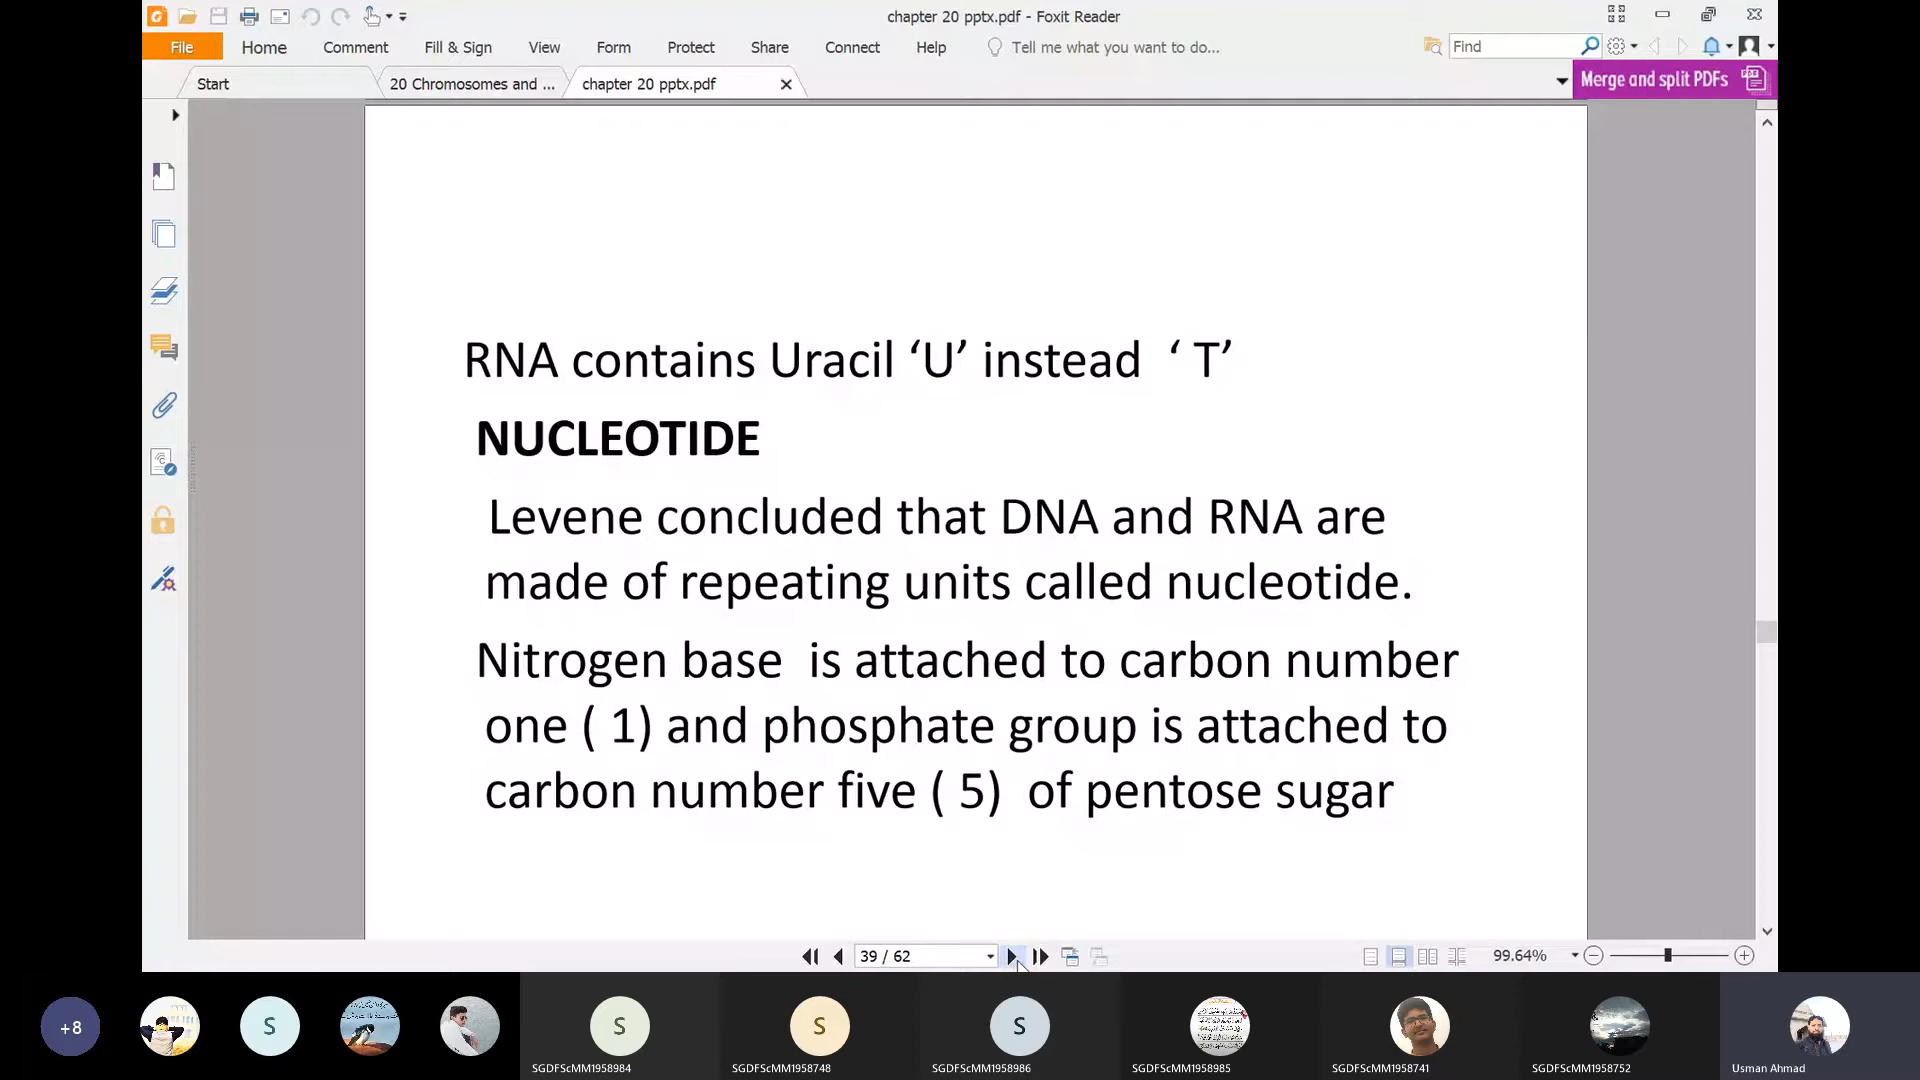 chapter 20 pptx.pdf - Foxit Reader
File Home Comment Fill & Sign View Form Protect Share Connect Help Tell me what you want to do... Find
Start 20 Chromosomes and ... chapter 20 pptx.pdf Merge and split PDFs
RNA contains Uracil ‘U’ instead ‘ T’
NUCLEOTIDE
Levene concluded that DNA and RNA are
made of repeating units called nucleotide.
Nitrogen base is attached to carbon number
one ( 1) and phosphate group is attached to
carbon number five ( 5) of pentose sugar
39 / 62 99.64%
+8 S S S S
SGDFScMM1958984 SGDFScMM1958748 SGDFScMM1958986 SGDFScMM1958985 SGDFScMM1958741 SGDFScMM1958752 Usman Ahmad